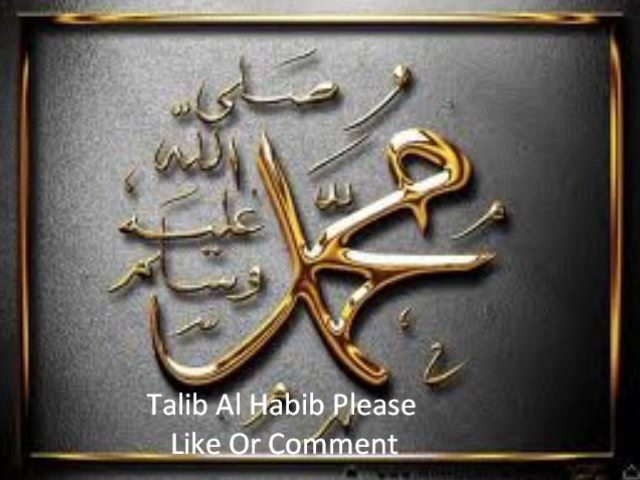 صلى
الله
عليه
وسلم
محمد
Talib Al Habib Please
Like Or Comment